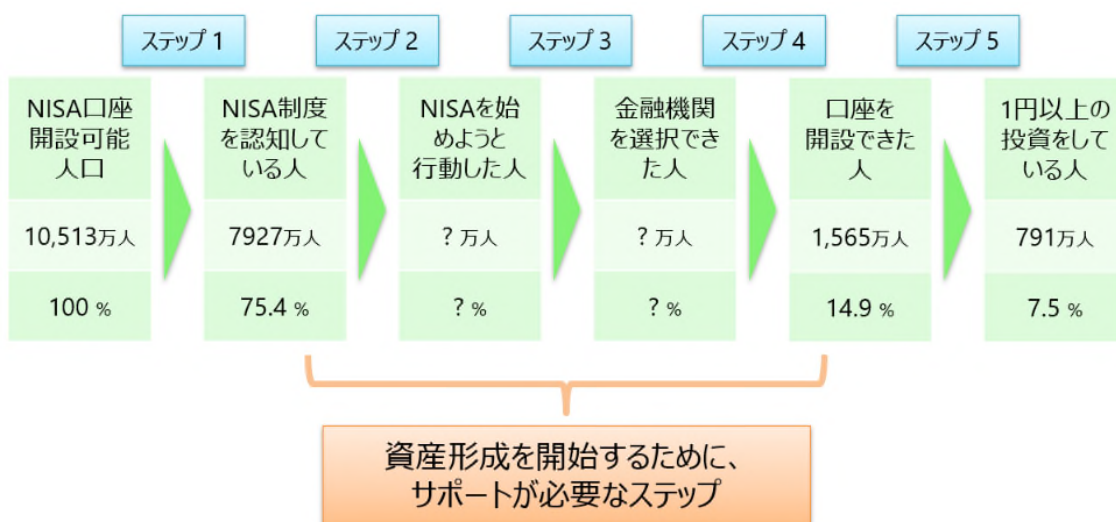 ステップ 1
ステップ 2
ステップ 3
ステップ 4
ステップ 5
NISA口座
開設可能
人口
10,513万人
100 %
NISA制度
を認知して
いる人
7927万人
75.4 %
NISAを始
めようと
行動した人
? 万人
? %
金融機関
を選択でき
た人
? 万人
? %
口座を
開設できた
人
1,565万人
14.9 %
1円以上の
投資をして
いる人
791万人
7.5 %
資産形成を開始するために、
サポートが必要なステップ